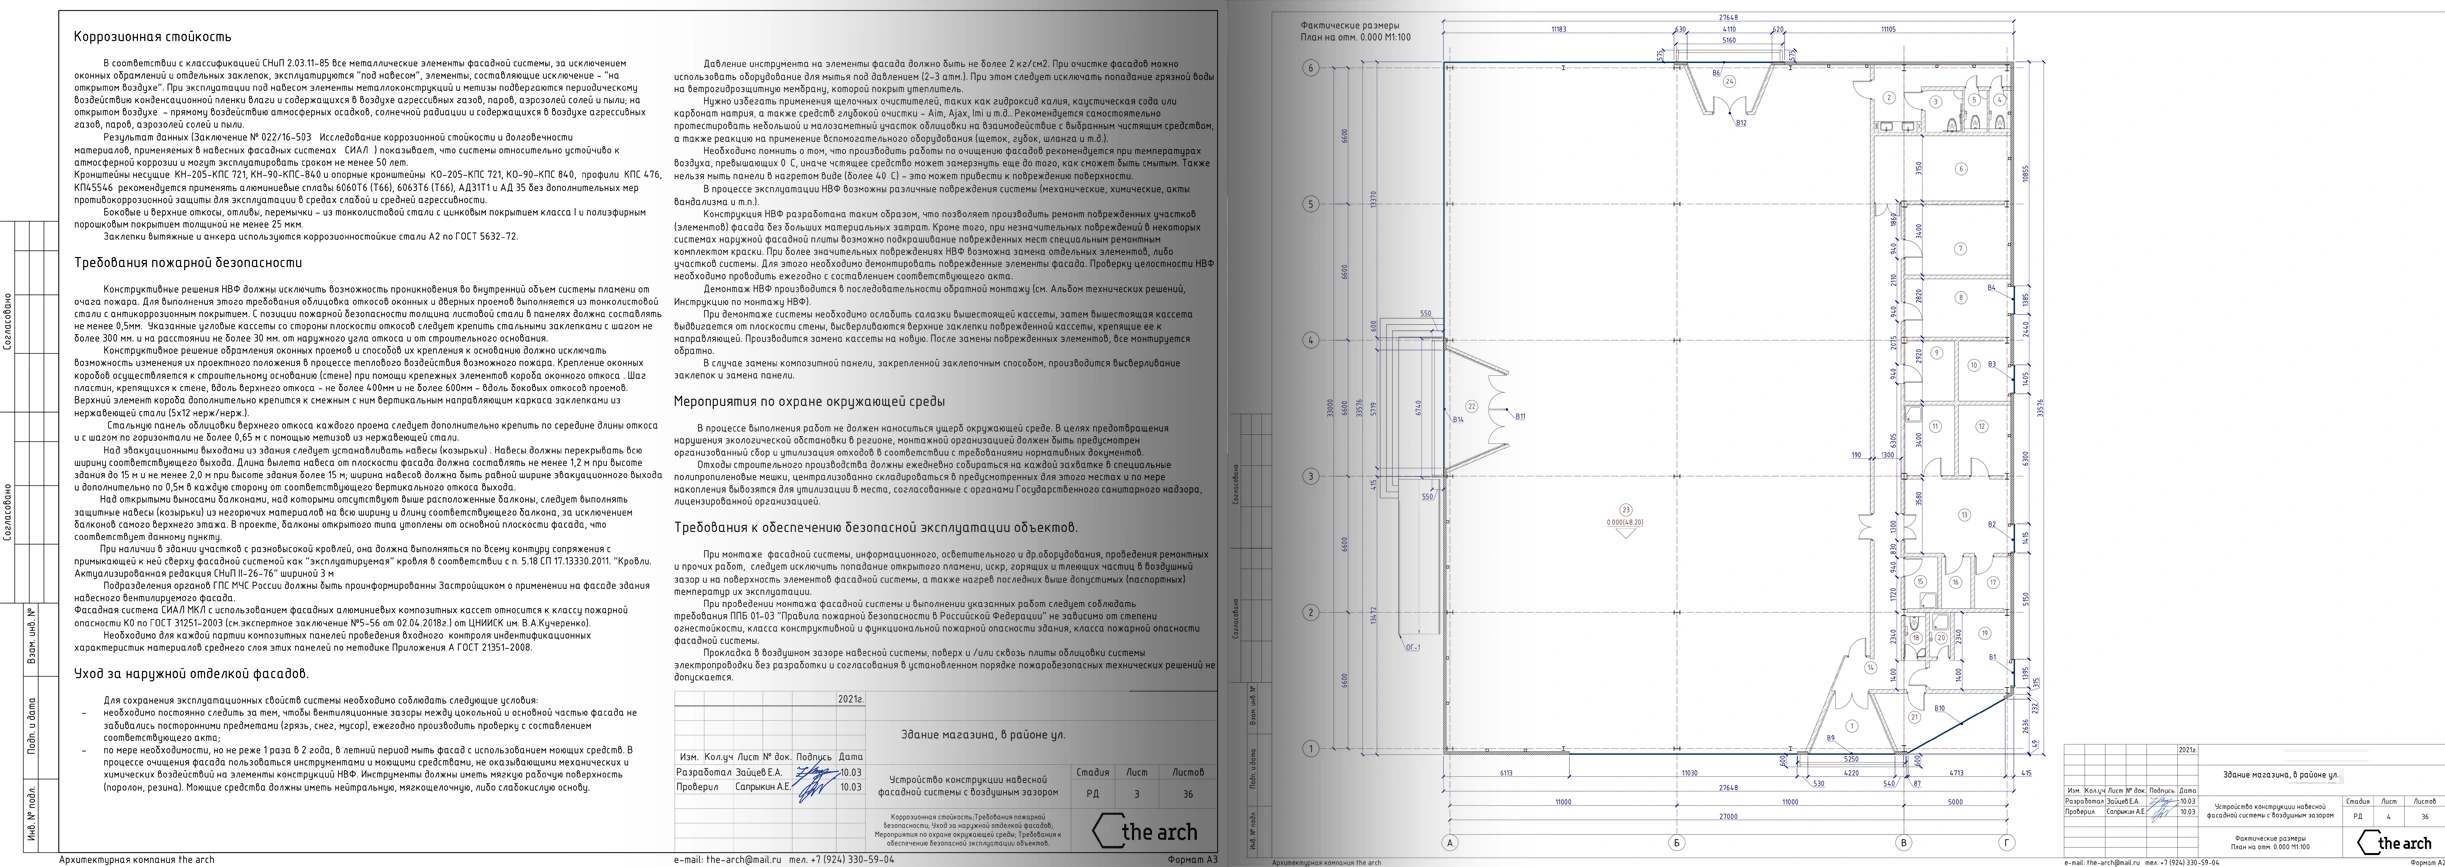 Коррозионная стойкость
В соответствии с классификацией СНиП 2.03.11-85 все металлические элементы фасадной системы, за исключением
оконных обрамлений и отдельных заклепок, эксплуатируются "под навесом", элементы, составляющие исключение - "на
открытом воздухе". При эксплуатации под навесом элементы металлоконструкций и метизы подвергаются периодическому
воздействию конденсационной пленки влаги и содержащихся в воздухе агрессивных газов, паров, аэрозолей солей и пыли; на
открытом воздухе - прямому воздействию атмосферных осадков, солнечной радиации и содержащихся в воздухе агрессивных
газов, паров, аэрозолей солей и пыли.
Результат данных (Заключение № 022/16-503 Исследование коррозионной стойкости и долговечности
материалов, применяемых в навесных фасадных системах СИАЛ ) показывает, что системы относительно устойчиво к
атмосферной коррозии и могут эксплуатировать сроком не менее 50 лет.
Кронштейны несущие КН-205-КПС 721, КН-90-КПС-840 и опорные кронштейны КО-205-КПС 721, КО-90-КПС 840, профили КПС 476,
КП45546 рекомендуется применять алюминиевые сплавы 6060Т6 (Т66), 6063Т6 (Т66), АД31Т1 и АД 35 без дополнительных мер
противокоррозионной защиты для эксплуатации в средах слабой и средней агрессивности.
Боковые и верхние откосы, отливы, перемычки - из тонколистовой стали с цинковым покрытием класса I и полиэфирным
порошковым покрытием толщиной не менее 25 мкм.
Заклепки вытяжные и анкера используются коррозионностойкие стали А2 по ГОСТ 5632-72.
Требования пожарной безопасности
Конструктивные решения НВФ должны исключить возможность проникновения во внутренний объем системы пламени от
очага пожара. Для выполнения этого требования облицовка откосов оконных и дверных проемов выполняется из тонколистовой
стали с антикоррозионным покрытием. С позиции пожарной безопасности толщина листовой стали в панелях должна составлять
не менее 0,5мм. Указанные угловые кассеты со стороны плоскости откосов следует крепить стальными заклепками с шагом не
более 300 мм. и на расстоянии не более 30 мм. от наружного угла откоса и от строительного основания.
Конструктивное решение обрамления оконных проемов и способов их крепления к основанию должно исключать
возможность изменения их проектного положения в процессе теплового воздействия возможного пожара. Крепление оконных
коробов осуществляется к строительному основанию (стене) при помощи крепежных элементов короба оконного откоса . Шаг
пластин, крепящихся к стене, вдоль верхнего откоса - не более 400мм и не более 600мм - вдоль боковых откосов проемов.
Верхний элемент короба дополнительно крепится к смежным с ним вертикальным направляющим каркаса заклепками из
нержавеющей стали (5х12 нерж/нерж.).
Стальную панель облицовки верхнего откоса каждого проема следует дополнительно крепить по середине длины откоса
и с шагом по горизонтали не более 0,65 м с помощью метизов из нержавеющей стали.
Над эвакуационными выходами из здания следует устанавливать навесы (козырьки) . Навесы должны перекрывать всю
ширину соответствующего выхода. Длина вылета навеса от плоскости фасада должна составлять не менее 1,2 м при высоте
здания до 15 м и не менее 2,0 м при высоте здания более 15 м; ширина навесов должна быть равной ширине эвакуационного выхода
и дополнительно по 0,5м в каждую сторону от соответствующего вертикального откоса выхода.
Над открытыми выносами балконами, над которыми отсутствуют выше расположенные балконы, следует выполнять
защитные навесы (козырьки) из негорючих материалов на всю ширину и длину соответствующего балкона, за исключением
балконов самого верхнего этажа. В проекте, балконы открытого типа утоплены от основной плоскости фасада, что
соответствует данному пункту.
При наличии в здании участков с разновысокой кровлей, она должна выполняться по всему контуру сопряжения с
примыкающей к ней сверху фасадной системой как "эксплуатируемая" кровля в соответствии с п. 5.18 СП 17.13330.2011. "Кровли.
Актуализированная редакция СНиП II-26-76" шириной 3 м
Подразделения органов ГПС МЧС России должны быть проинформированны Застройщиком о применении на фасаде здания
навесного вентилируемого фасада.
Фасадная система СИАЛ МКЛ с использованием фасадных алюминиевых композитных кассет относится к классу пожарной
опасности К0 по ГОСТ 31251-2003 (см.экспертное заключение №5-56 от 02.04.2018г.) от ЦНИИСК им. В.А.Кучеренко).
Необходимо для каждой партии композитных панелей проведения входного контроля индентификационных
характеристик материалов среднего слоя этих панелей по методике Приложения А ГОСТ 21351-2008.
Уход за наружной отделкой фасадов.
Для сохранения эксплуатационных свойств системы необходимо соблюдать следующие условия:
- необходимо постоянно следить за тем, чтобы вентиляционные зазоры между цокольной и основной частью фасада не
забивались посторонними предметами (грязь, снег, мусор), ежегодно производить проверку с составлением
соответствующего акта;
- по мере необходимости, но не реже 1 раза в 2 года, в летний период мыть фасад с использованием моющих средств. В
процессе очищения фасада пользоваться инструментами и моющими средствами, не оказывающими механических и
химических воздействий на элементы конструкций НВФ. Инструменты должны иметь мягкую рабочую поверхность
(поролон, резина). Моющие средства должны иметь нейтральную, мягкощелочную, либо слабокислую основу.
Давление инструмента на элементы фасада должно быть не более 2 кг/см2. При очистке фасадов можно
использовать оборудование для мытья под давлением (2-3 атм.). При этом следует исключать попадание грязной воды
на ветрогидрозщитную мембрану, которой покрыт утеплитель.
Нужно избегать применения щелочных очистителей, таких как гидроксид калия, каустическая сода или
карбонат натрия, а также средств глубокой очистки - Aim, Ajax, Imi и т.д.. Рекомендуется самостоятельно
протестировать небольшой и малозаметный участок облицовки на взаимодействие с выбранным чистящим средством,
а также реакцию на применение вспомогательного оборудования (щеток, губок, шланга и т.д.).
Необходимо помнить о том, что производить работы по очищению фасадов рекомендуется при температурах
воздуха, превышающих 0 С, иначе чстящее средство может замерзнуть еще до того, как сможет быть смытым. Также
нельзя мыть панели в нагретом виде (более 40 С) - это может привести к повреждению поверхности.
В процессе эксплуатации НВФ возможны различные повреждения системы (механические, химические, акты
вандализма и т.п.).
Конструкция НВФ разработана таким образом, что позволяет производить ремонт поврежденных участков
(элементов) фасада без больших материальных затрат. Кроме того, при незначительных повреждений в некоторых
системах наружной фасадной плиты возможно подкрашивание поврежденных мест специальным ремонтным
комплектом краски. При более значительных повреждениях НВФ возможна замена отдельных элементов, либо
участков системы. Для этого необходимо демонтировать поврежденные элементы фасада. Проверку целостности НВФ
необходимо проводить ежегодно с составлением соответствующего акта.
Демонтаж НВФ производится в последовательности обратной монтажу (см. Альбом технических решений,
Инструкцию по монтажу НВФ).
При демонтаже системы необходимо ослабить салазки вышестоящей кассеты, затем вышестоящая кассета
выдвигается от плоскости стены, высверливаются верхние заклепки поврежденной кассеты, крепящие ее к
направляющей. Производится замена кассеты на новую. После замены поврежденных элементов, все монтируется
обратно.
В случае замены композитной панели, закрепленной заклепочным способом, производится высверливание
заклепок и замена панели.
Мероприятия по охране окружающей среды
В процессе выполнения работ не должен наноситься ущерб окружающей среде. В целях предотвращения
нарушения экологической обстановки в регионе, монтажной организацией должен быть предусмотрен
организованный сбор и утилизация отходов в соответствии с требованиями нормативных документов.
Отходы строительного производства должны ежедневно собираться на каждой захватке в специальные
полипропиленовые мешки, централизованно складироваться в предусмотренных для этого местах и по мере
накопления вывозятся для утилизации в места, согласованные с органами Государственного санитарного надзора,
лицензированной организацией.
Требования к обеспечению безопасной эксплуатации объектов.
При монтаже фасадной системы, информационного, осветительного и др.оборудования, проведения ремонтных
и прочих работ, следует исключить попадание открытого пламени, искр, горящих и тлеющих частиц в воздушный
зазор и на поверхность элементов фасадной системы, а также нагрев последних выше допустимых (паспортных)
температур их эксплуатации.
При проведении монтажа фасадной системы и выполнении указанных работ следует соблюдать
требования ППБ 01-03 "Правила пожарной безопасности в Российской Федерации" не зависимо от степени
огнестойкости, класса конструктивной и функциональной пожарной опасности здания, класса пожарной опасности
фасадной системы.
Прокладка в воздушном зазоре навесной системы, поверх и /или сквозь плиты облицовки системы
электропроводки без разработки и согласования в установленном порядке пожаробезопасных технических решений не
допускается.
2021г.
Здание магазина, в районе ул.
Изм. Кол.уч Лист № док. Подпись Дата
Разработал Зайцев Е.А. 10.03
Проверил Сапрыкин А.Е. 10.03
Устройство конструкции навесной
фасадной системы с воздушным зазором
Стадия Лист Листов
РД 3 36
Коррозионная стойкость;Требования пожарной
безопасности; Уход за наружной отделкой фасадов;
Мероприятия по охране окружающей среды; Требования к
обеспечению безопасной эксплуатации объектов.
the arch
Согласовано
Согласовано
Взам. инв. №
Подп. и дата
Инв. № подл.
Архитектурная компания the arch
e-mail: the-arch@mail.ru тел. +7 (924) 330-59-04
Формат А3
Фактические размеры
План на отм. 0.000 М1:100
27648
11183 630 4110 620 11105
5160
575 575
6
5
4
3
2
1
В6
24
В12
2
3
5
4
6
7
8
9
10
11
12
13
15
16
17
18
20
19
14
21
1
22
23
0.000(48.20)
В14
В11
В4
В3
В2
В1
В10
В9
ОГ-1
6600
6600
6600
6600
6600
33000
33576
13370
600
5719
415
13412
550
6740
550
3150
1860
3400
940
2110
2820
940
2075
2920
940
6305
3400
190 1300
3580
1300
830
940
1720
2340
2340
1400
1400
10855
1385
2440
1405
6300
1415
5150
1395
315
232
2636
49
33576
600
5250
600
6113 11030 530 4220 540 87 4713 415
27648
11000 11000 5000
27000
А Б В Г
Согласовано
Согласовано
Взам. инв. №
Подп. и дата
Инв. № подл.
2021г.
Здание магазина, в районе ул.
Изм. Кол.уч Лист № док. Подпись Дата
Разработал Зайцев Е.А. 10.03
Проверил Сапрыкин А.Е 10.03
Устройство конструкции навесной
фасадной системы с воздушным зазором
Стадия Лист Листов
РД 4 36
Фактические размеры
План на отм. 0.000 М1:100
the arch
Архитектурная компания the arch
e-mail: the-arch@mail.ru тел. +7 (924) 330-59-04
Формат А2